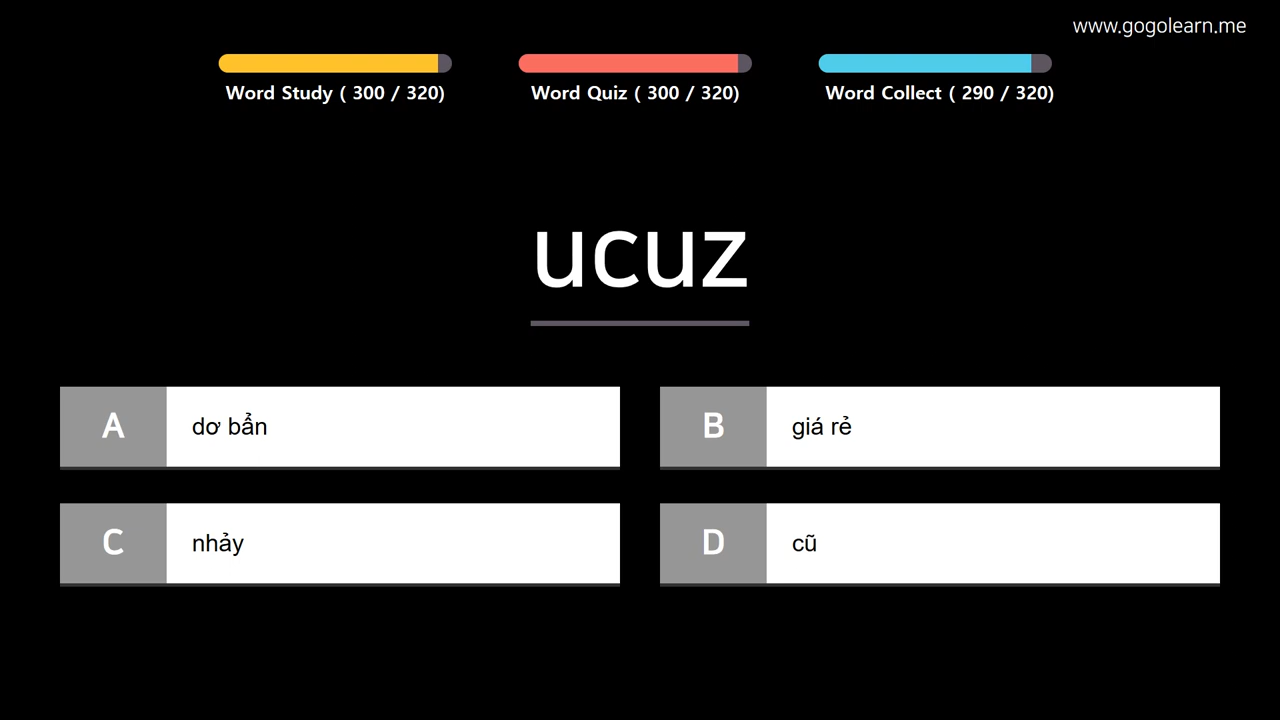 www.gogolearn.me
Word Study ( 300 / 320)
Word Quiz ( 300 / 320)
Word Collect ( 290 / 320)
ucuz
A dơ bẩn
B giá rẻ
C nhảy
D cũ